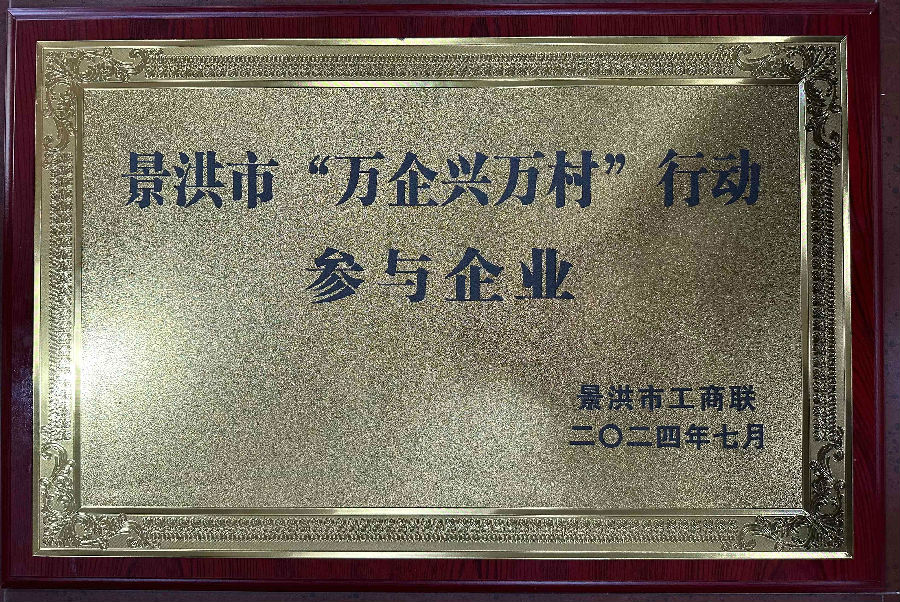 景洪市“万企兴万村”行动
参与企业
景洪市工商联
二〇二四年七月